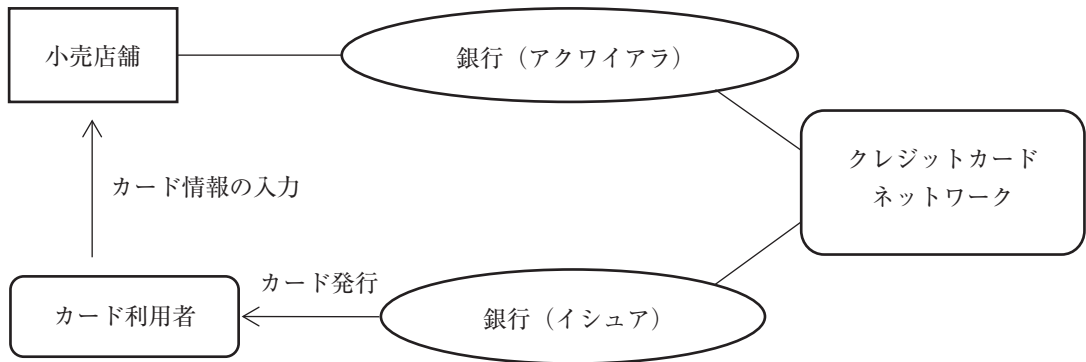 小売店舗
銀行（アクワイアラ）
クレジットカード
ネットワーク
カード情報の入力
カード発行
カード利用者
銀行（イシュア）